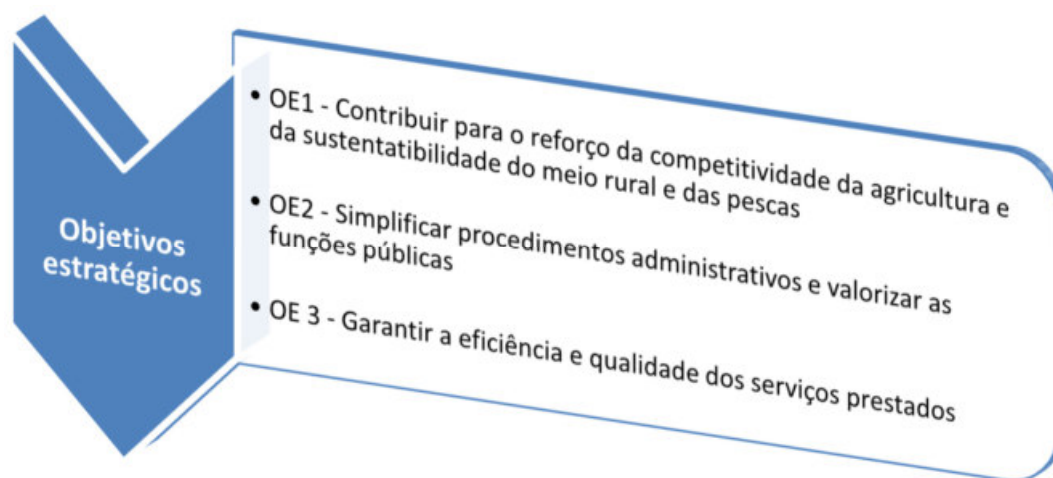 Objetivos
estratégicos
• OE1 - Contribuir para o reforço da competitividade da agricultura e
da sustentatibilidade do meio rural e das pescas
• OE2 - Simplificar procedimentos administrativos e valorizar as
funções públicas
• OE 3 - Garantir a eficiência e qualidade dos serviços prestados